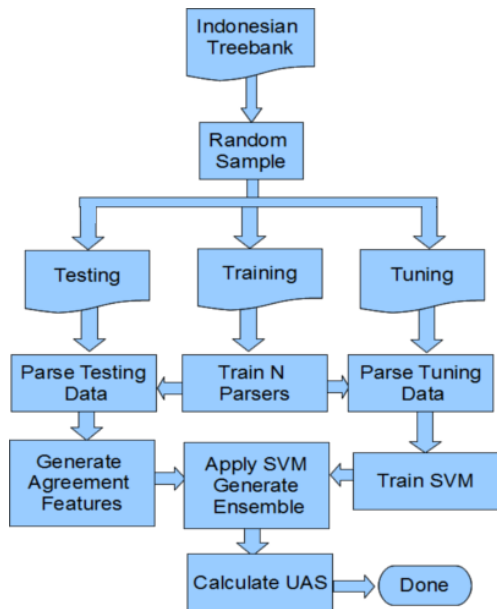 Indonesian
Treebank
Random
Sample
Testing
Training
Tuning
Parse Testing
Data
Train N
Parsers
Parse Tuning
Data
Generate
Agreement
Features
Apply SVM
Generate
Ensemble
Train SVM
Calculate UAS
Done